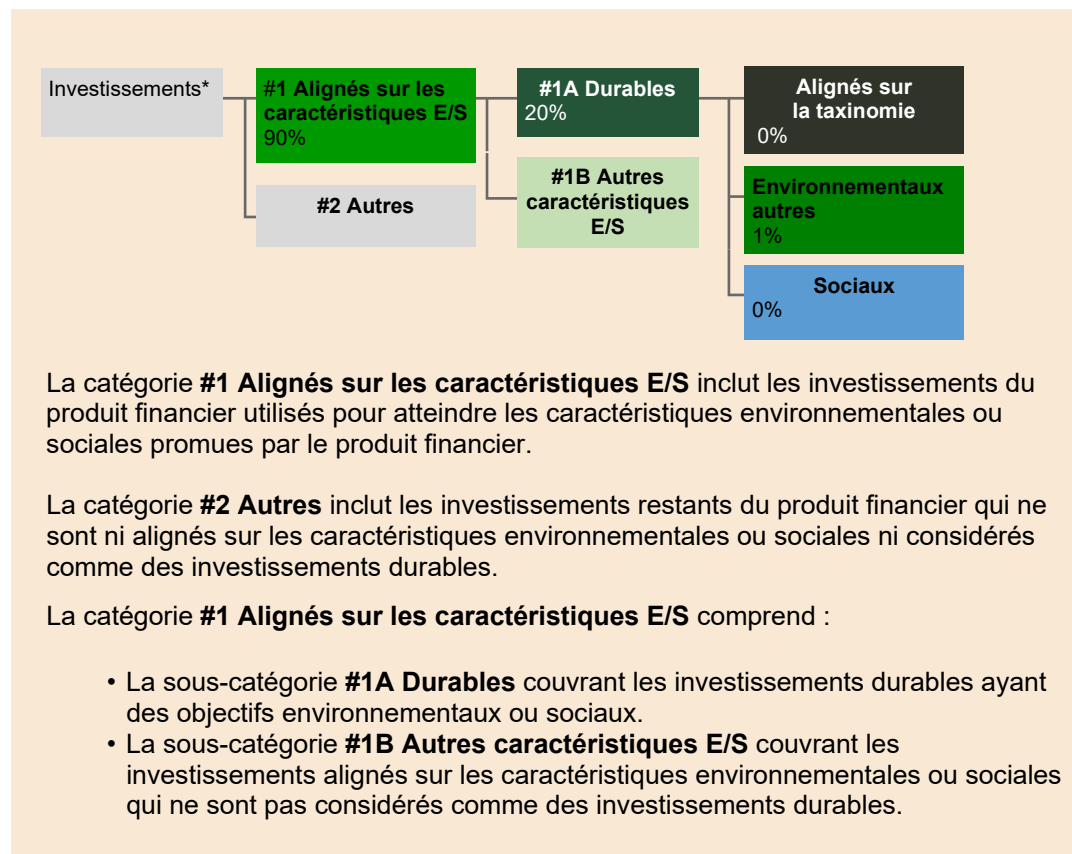 Investissements*
#1 Alignés sur les
caractéristiques E/S
90%
#2 Autres
#1A Durables
20%
#1B Autres
caractéristiques
E/S
Alignés sur
la taxinomie
0%
Environnementaux
autres
1%
Sociaux
0%
La catégorie #1 Alignés sur les caractéristiques E/S inclut les investissements du
produit financier utilisés pour atteindre les caractéristiques environnementales ou
sociales promues par le produit financier.
La catégorie #2 Autres inclut les investissements restants du produit financier qui ne
sont ni alignés sur les caractéristiques environnementales ou sociales ni considérés
comme des investissements durables.
La catégorie #1 Alignés sur les caractéristiques E/S comprend :
• La sous-catégorie #1A Durables couvrant les investissements durables ayant
des objectifs environnementaux ou sociaux.
• La sous-catégorie #1B Autres caractéristiques E/S couvrant les
investissements alignés sur les caractéristiques environnementales ou sociales
qui ne sont pas considérés comme des investissements durables.